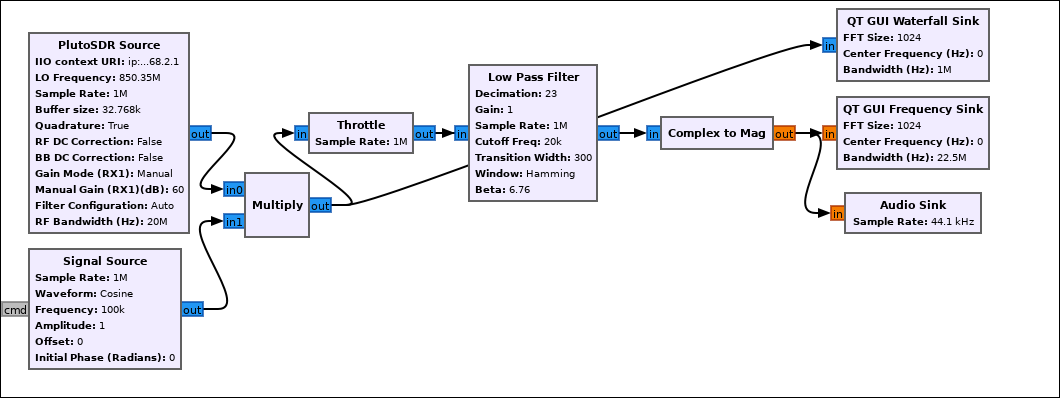 PlutoSDR Source
IIO context URI: ip:...68.2.1
LO Frequency: 850.35M
Sample Rate: 1M
Buffer size: 32.768k
Quadrature: True
RF DC Correction: False
BB DC Correction: False
Gain Mode (RX1): Manual
Manual Gain (RX1)(dB): 60
Filter Configuration: Auto
RF Bandwidth (Hz): 20M
out
Signal Source
Sample Rate: 1M
Waveform: Cosine
Frequency: 100k
Amplitude: 1
Offset: 0
Initial Phase (Radians): 0
cmd
out
in0
in1
Multiply
out
in
Throttle
Sample Rate: 1M
out
in
Low Pass Filter
Decimation: 23
Gain: 1
Sample Rate: 1M
Cutoff Freq: 20k
Transition Width: 300
Window: Hamming
Beta: 6.76
out
in
Complex to Mag
out
in
QT GUI Waterfall Sink
FFT Size: 1024
Center Frequency (Hz): 0
Bandwidth (Hz): 1M
in
QT GUI Frequency Sink
FFT Size: 1024
Center Frequency (Hz): 0
Bandwidth (Hz): 22.5M
in
Audio Sink
Sample Rate: 44.1 kHz